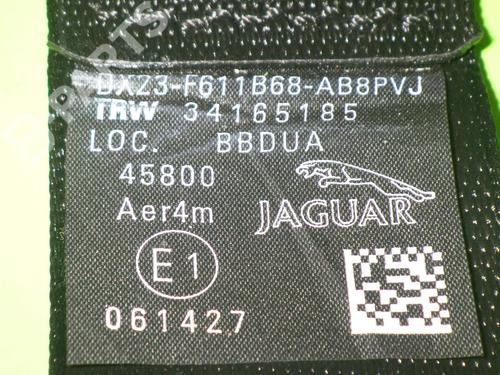 DX23-F611B68-AB8PVJ
TRW 34165185
LOC. BBDUA
45800
Aer4m
JAGUAR
E1
061427